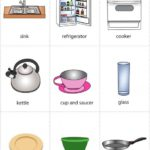 sink
refrigerator
cooker
kettle
cup and saucer
glass